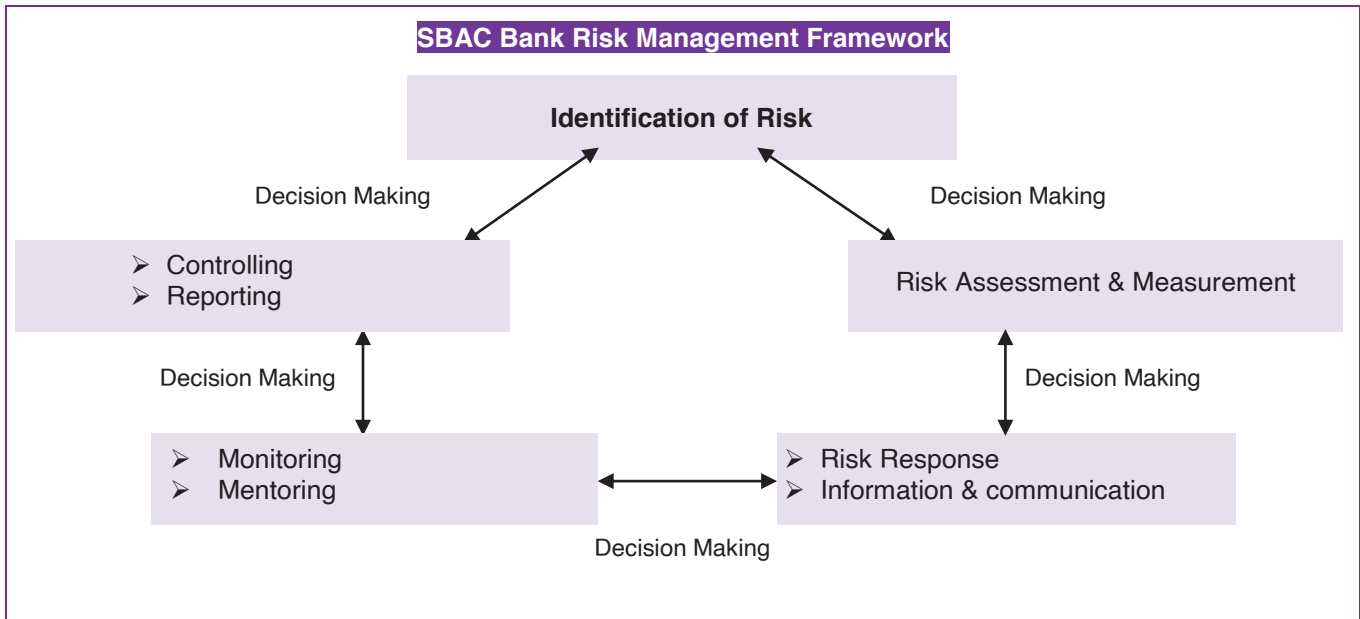 SBAC Bank Risk Management Framework
Identification of Risk
Decision Making
Decision Making
➢ Controlling
➢ Reporting
Risk Assessment & Measurement
Decision Making
Decision Making
➢ Monitoring
➢ Mentoring
➢ Risk Response
➢ Information & communication
Decision Making